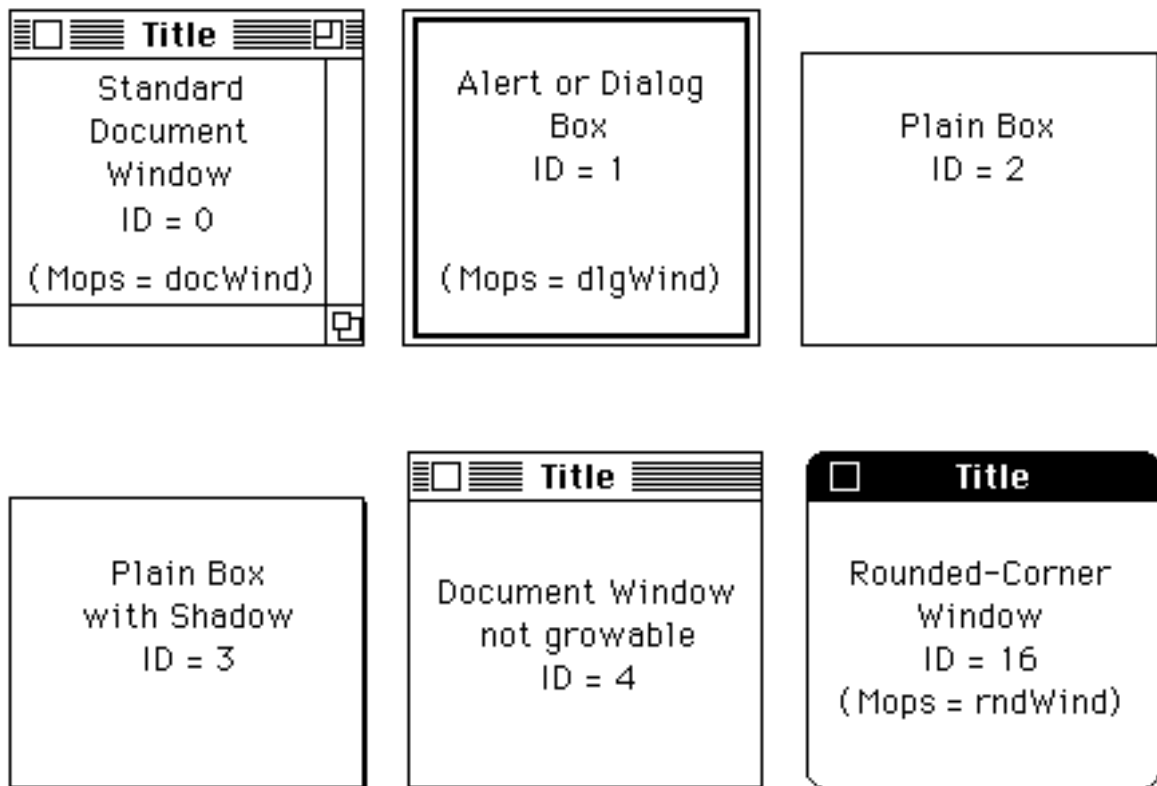 Title
Standard
Document
Window
ID = 0
(Mops = docWind)
Alert or Dialog
Box
ID = 1
(Mops = dlgWind)
Plain Box
ID = 2
Plain Box
with Shadow
ID = 3
Title
Document Window
not growable
ID = 4
Title
Rounded-Corner
Window
ID = 16
(Mops = rndWind)